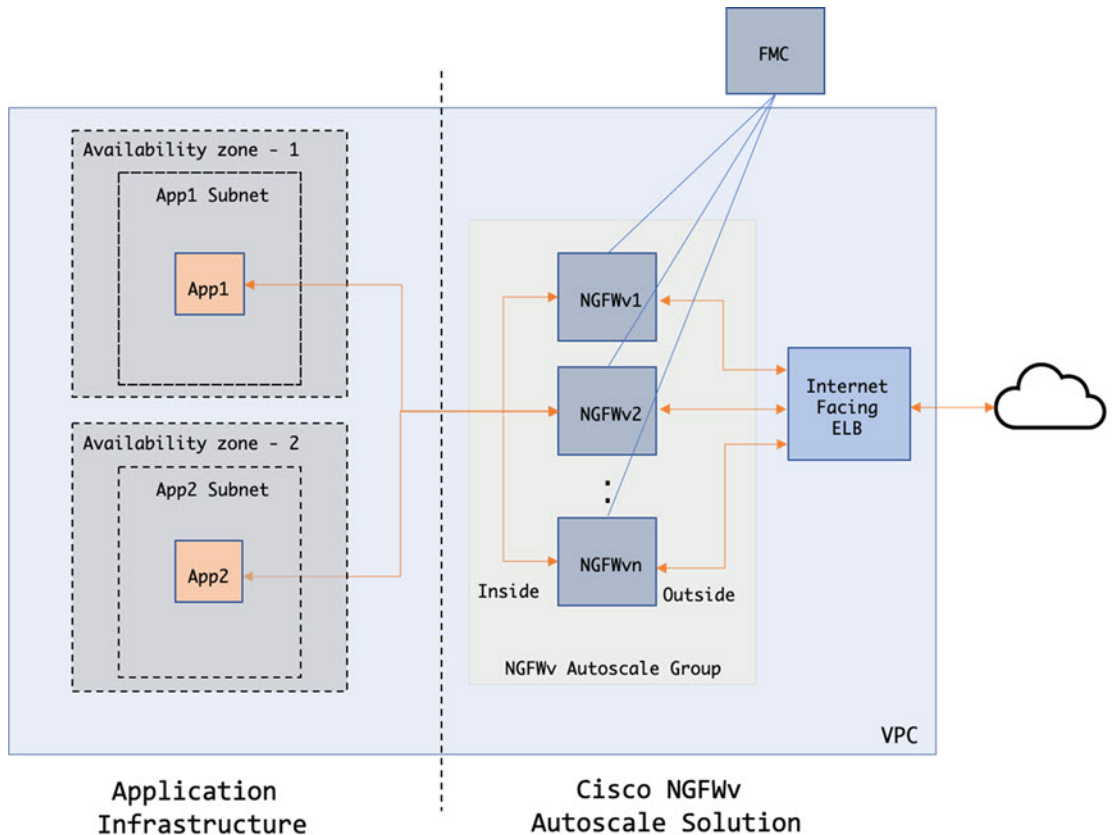 FMC
Availability zone - 1
App1 Subnet
App1
Availability zone - 2
App2 Subnet
App2
NGFWv1
NGFWv2
:
NGFWvn
Inside
Outside
NGFWv Autoscale Group
Internet
Facing
ELB
VPC
Application
Infrastructure
Cisco NGFWv
Autoscale Solution